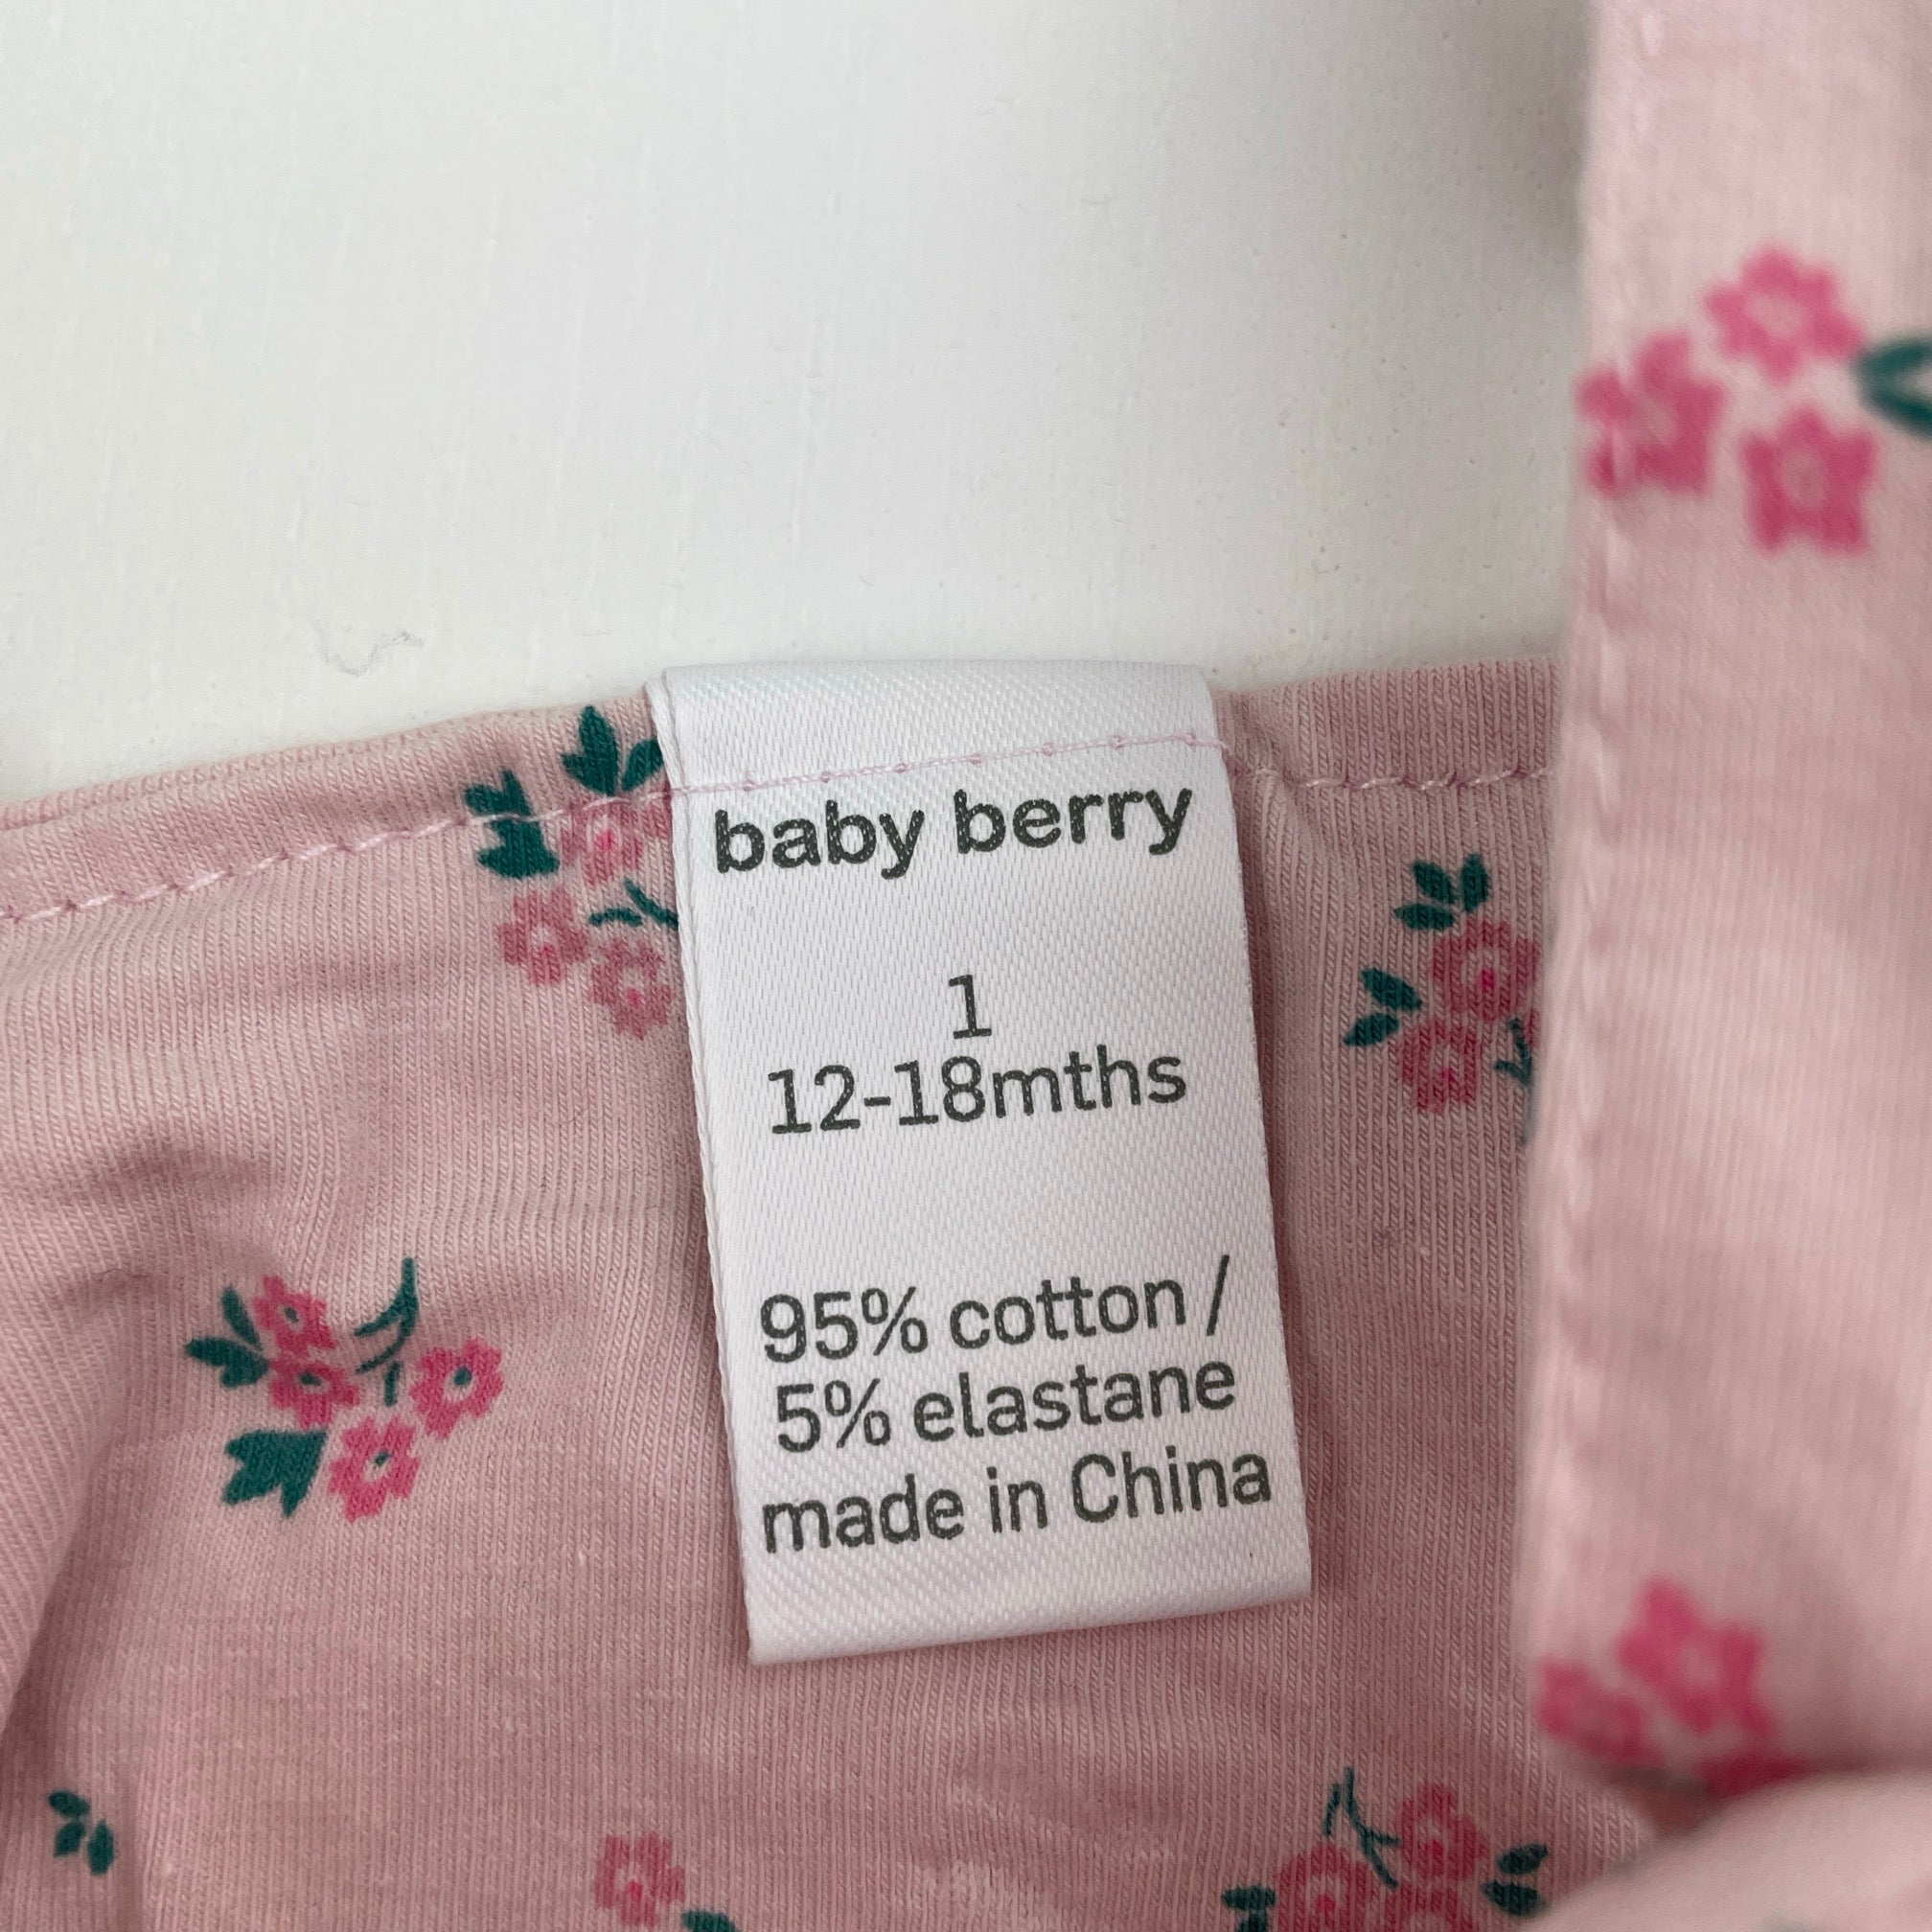 baby berry
1
12-18mths
95% cotton /
5% elastane
made in China